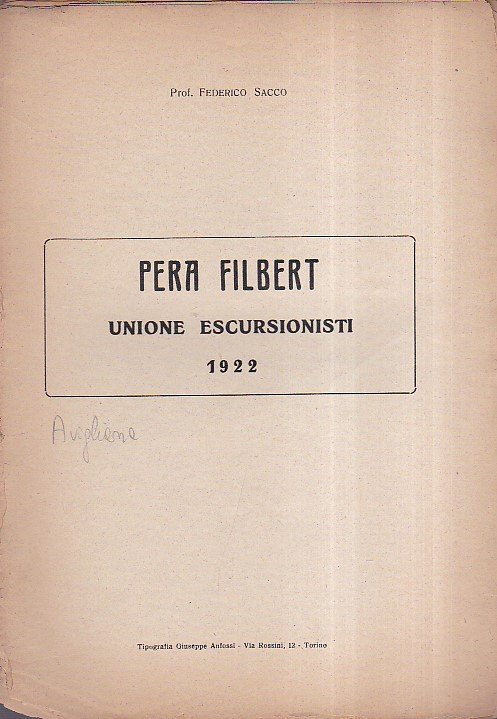 Prof. FEDERICO SACCO
PERA FILBERT
UNIONE ESCURSIONISTI
1922
Avigliana
Tipografia Giuseppe Anfossi - Via Rossini, 12 - Torino